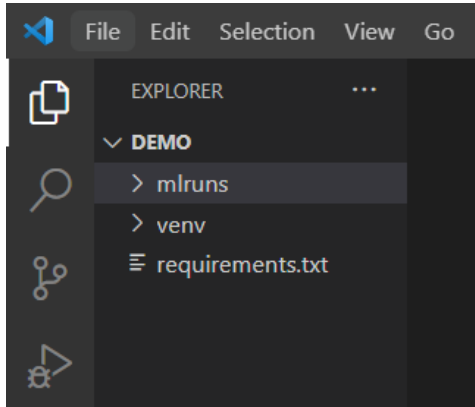 File Edit Selection View Go
EXPLORER ...
DEMO
mlruns
venv
requirements.txt